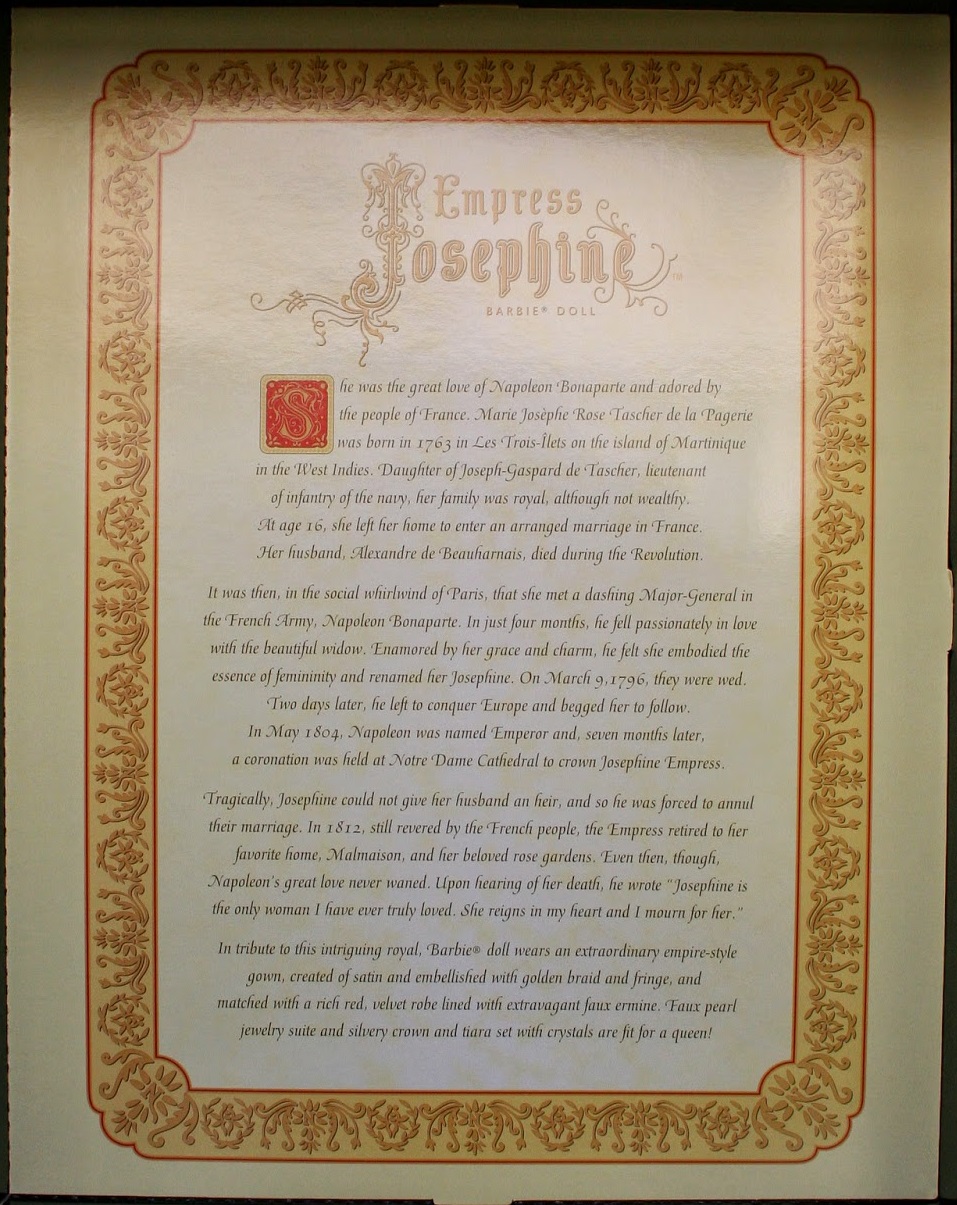 Empress
Josephine™
BARBIE® DOLL
She was the great love of Napoleon Bonaparte and adored by
the people of France. Marie Josèphe Rose Tascher de la Pagerie
was born in 1763 in Les Trois-Îlets on the island of Martinique
in the West Indies. Daughter of Joseph-Gaspard de Tascher, lieutenant
of infantry of the navy, her family was royal, although not wealthy.
At age 16, she left her home to enter an arranged marriage in France.
Her husband, Alexandre de Beauharnais, died during the Revolution.
It was then, in the social whirlwind of Paris, that she met a dashing Major-General in
the French Army, Napoleon Bonaparte. In just four months, he fell passionately in love
with the beautiful widow. Enamored by her grace and charm, he felt she embodied the
essence of femininity and renamed her Josephine. On March 9,1796, they were wed.
Two days later, he left to conquer Europe and begged her to follow.
In May 1804, Napoleon was named Emperor and, seven months later,
a coronation was held at Notre Dame Cathedral to crown Josephine Empress.
Tragically, Josephine could not give her husband an heir, and so he was forced to annul
their marriage. In 1812, still revered by the French people, the Empress retired to her
favorite home, Malmaison, and her beloved rose gardens. Even then, though,
Napoleon's great love never waned. Upon hearing of her death, he wrote "Josephine is
the only woman I have ever truly loved. She reigns in my heart and I mourn for her."
In tribute to this intriguing royal, Barbie® doll wears an extraordinary empire-style
gown, created of satin and embellished with golden braid and fringe, and
matched with a rich red, velvet robe lined with extravagant faux ermine. Faux pearl
jewelry suite and silvery crown and tiara set with crystals are fit for a queen!